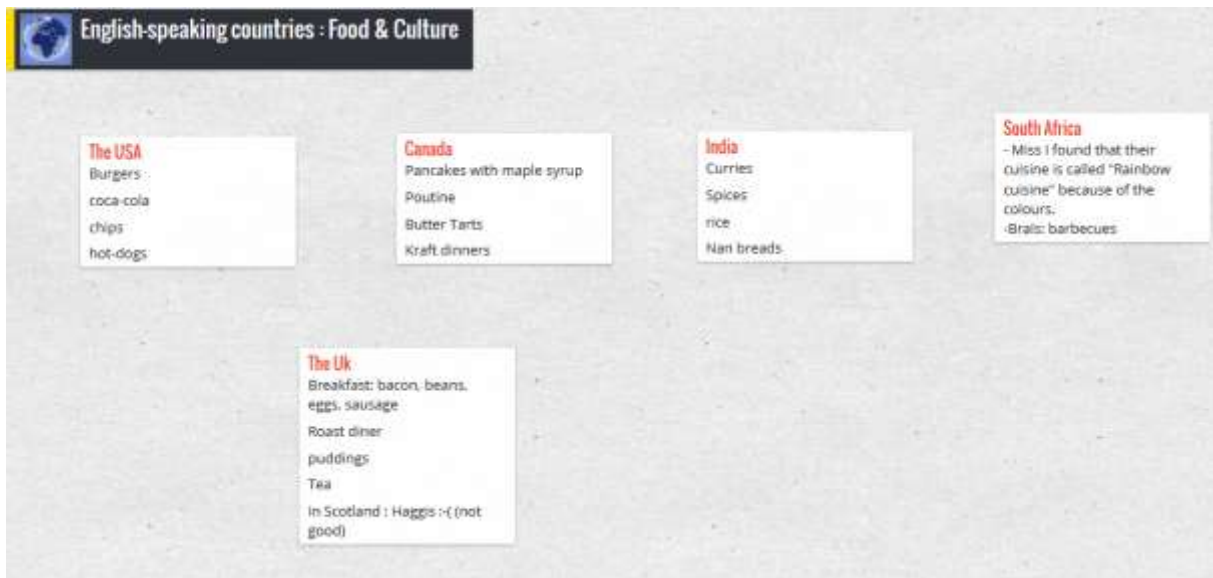 English-speaking countries : Food & Culture
The USA
Burgers
coca-cola
chips
hot-dogs
Canada
Pancakes with maple syrup
Poutine
Butter Tarts
Kraft dinners
India
Curries
Spices
rice
Nan breads
South Africa
- Miss I found that their
cuisine is called "Rainbow
cuisine" because of the
colours.
-Brais: barbecues
The Uk
Breakfast: bacon, beans,
eggs, sausage
Roast diner
puddings
Tea
In Scotland : Haggis :-( (not
good)